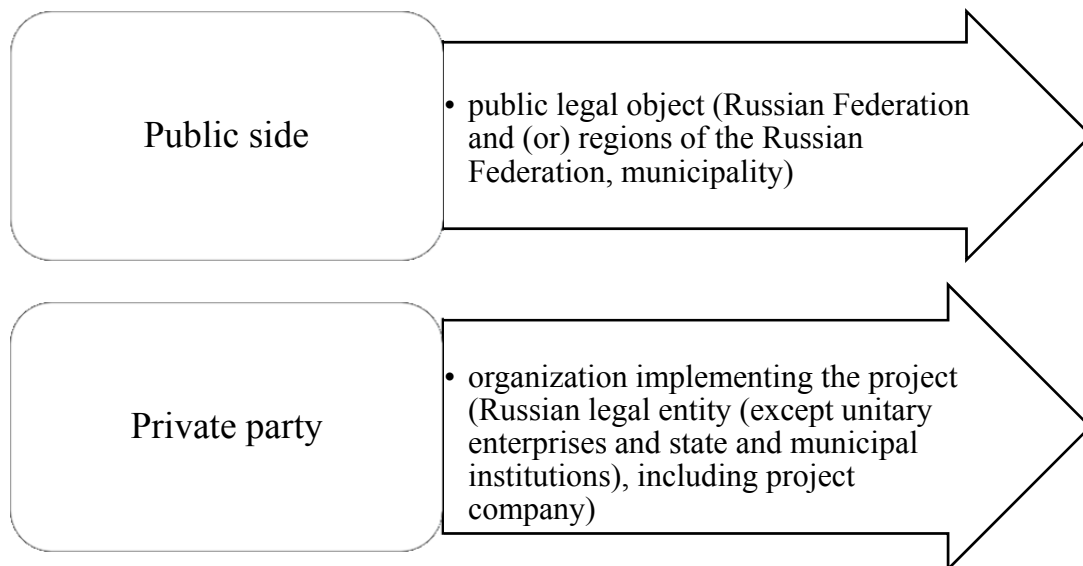 Public side
• public legal object (Russian Federation
and (or) regions of the Russian
Federation, municipality)
Private party
• organization implementing the project
(Russian legal entity (except unitary
enterprises and state and municipal
institutions), including project
company)